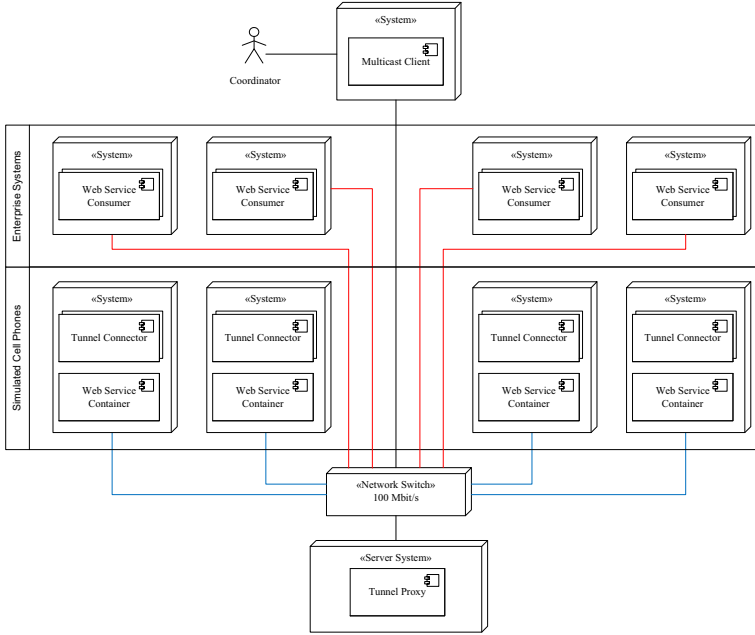 «System»
Multicast Client
Coordinator
Enterprise Systems
«System»
Web Service
Consumer
«System»
Web Service
Consumer
«System»
Web Service
Consumer
«System»
Web Service
Consumer
Simulated Cell Phones
«System»
Tunnel Connector
Web Service
Container
«System»
Tunnel Connector
Web Service
Container
«System»
Tunnel Connector
Web Service
Container
«System»
Tunnel Connector
Web Service
Container
«Network Switch»
100 Mbit/s
«Server System»
Tunnel Proxy